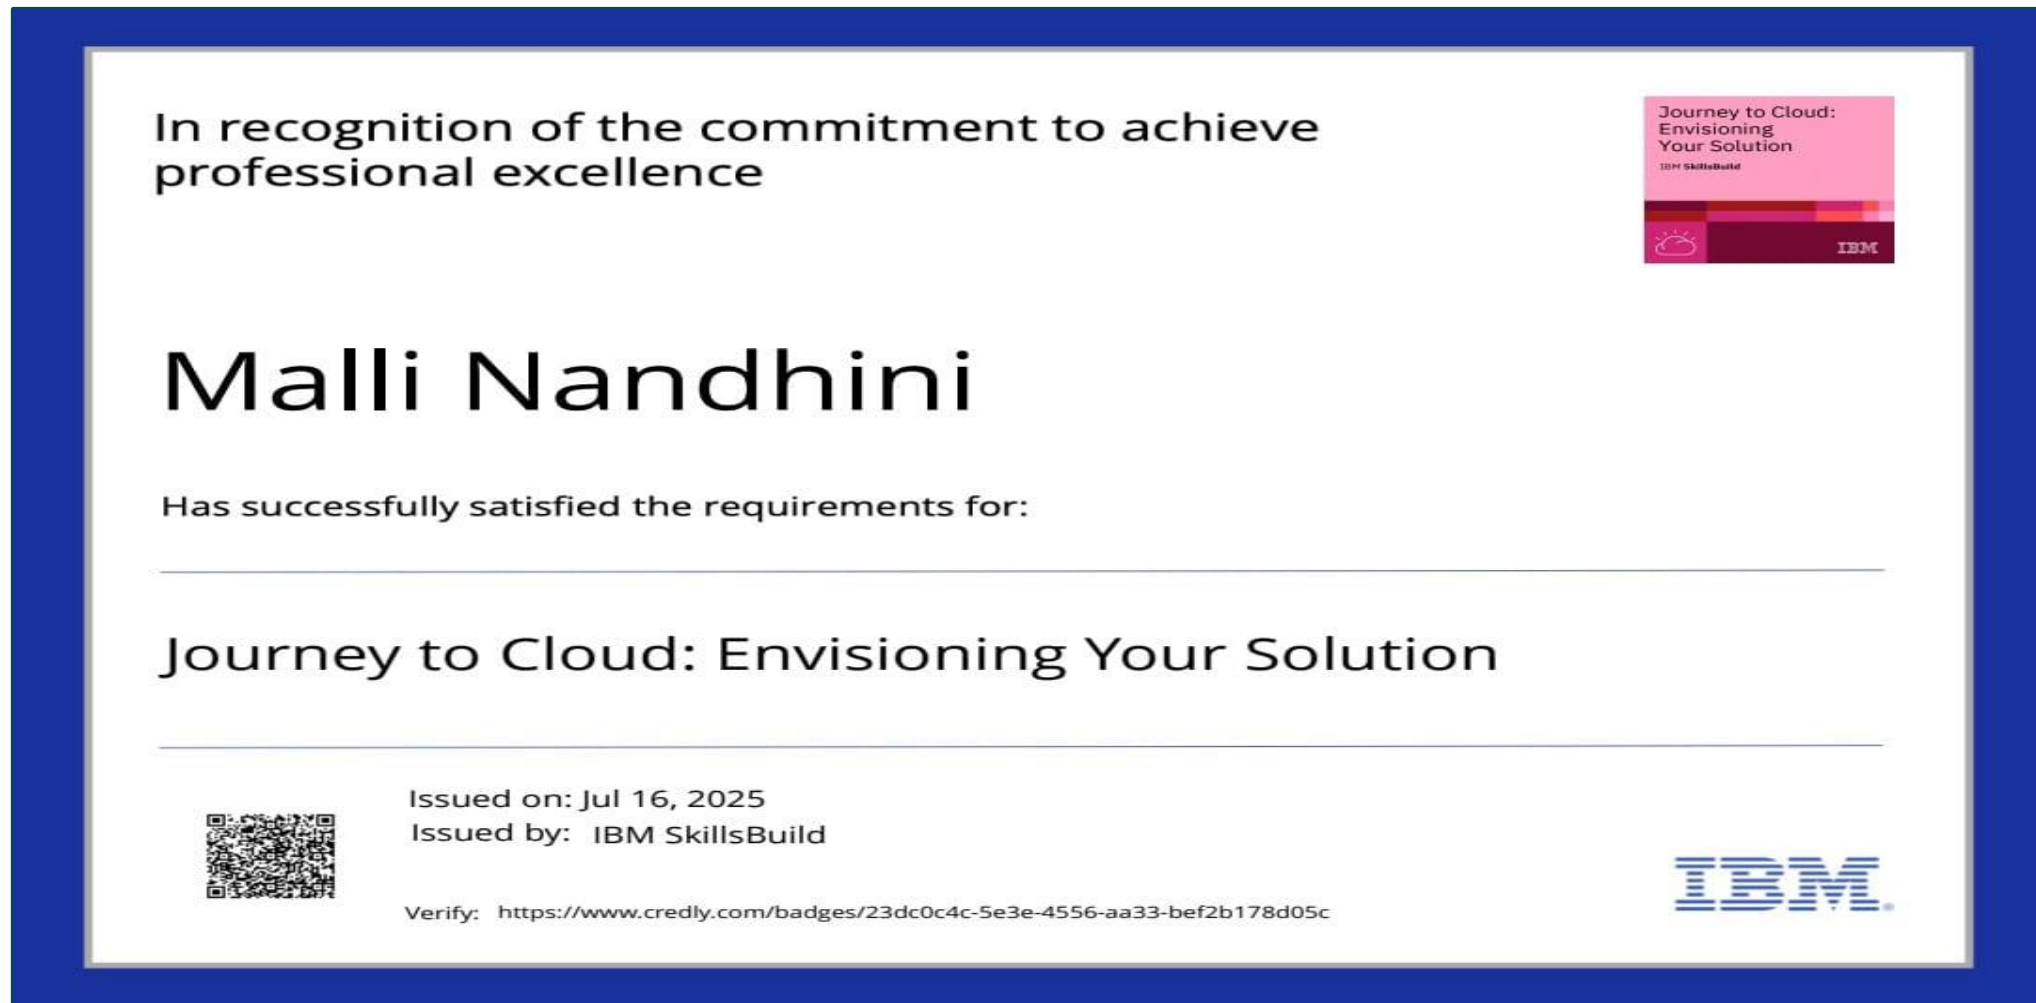 In recognition of the commitment to achieve
professional excellence
Journey to Cloud:
Envisioning
Your Solution
IBM SkillsBuild
IBM
Malli Nandhini
Has successfully satisfied the requirements for:
Journey to Cloud: Envisioning Your Solution
Issued on: Jul 16, 2025
Issued by: IBM SkillsBuild
Verify: https://www.credly.com/badges/23dc0c4c-5e3e-4556-aa33-bef2b178d05c
IBM.